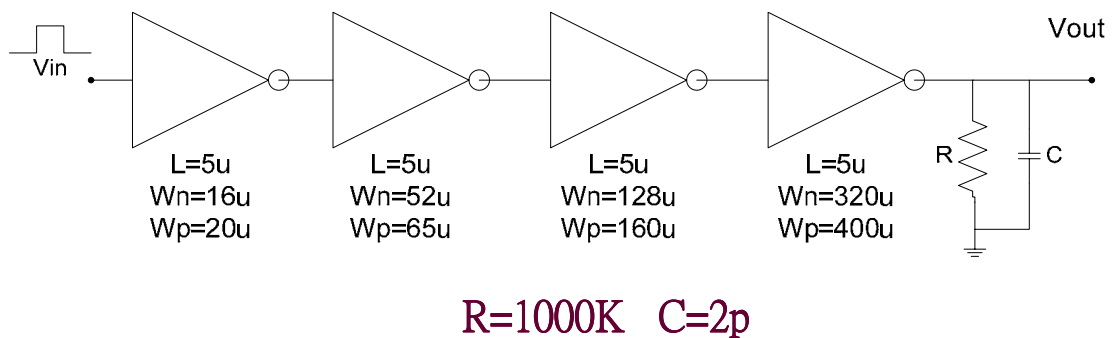 Vin
Vout
L=5u
Wn=16u
Wp=20u
L=5u
Wn=52u
Wp=65u
L=5u
Wn=128u
Wp=160u
L=5u
Wn=320u
Wp=400u
R
C
R=1000K C=2p